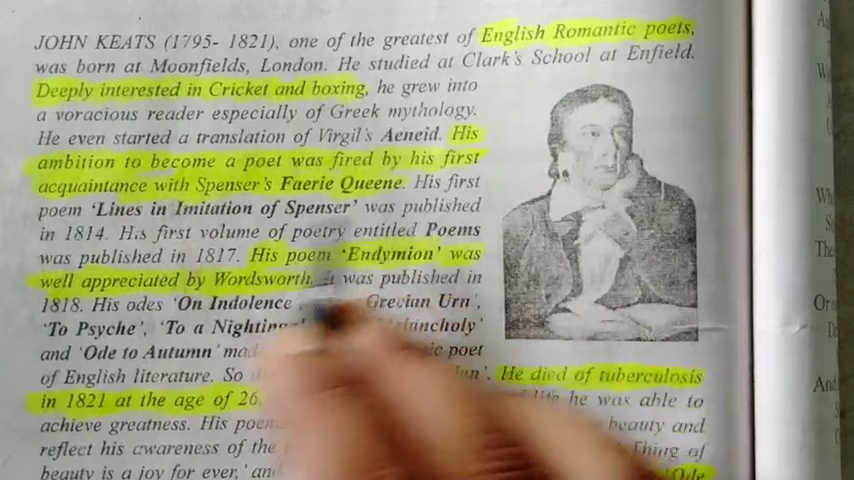 JOHN KEATS (1795- 1821), one of the greatest of English Romantic poets,
was born at Moonfields, London. He studied at Clark's School at Enfield.
Deeply interested in Cricket and boxing, he grew into
a voracious reader especially of Greek mythology.
He even started a translation of Virgil's Aeneid. His
ambition to become a poet was fired by his first
acquaintance with Spenser's Faerie Queene. His first
poem 'Lines in Imitation of Spenser' was published
in 1814. His first volume of poetry entitled Poems
was published in 1817. His poem 'Endymion' was
well appreciated by Wordsworth. It was published in
1818. His odes 'On Indolence', Grecian Urn',
'To Psyche', 'To a
and 'Ode to Autumn' poet
of English literature. So He died of tuberculosis
in 1821 at the age of 26, he was able to
achieve greatness. His beauty and
reflect his awareness of the Thing of
beauty is a joy for ever,' 'Ode